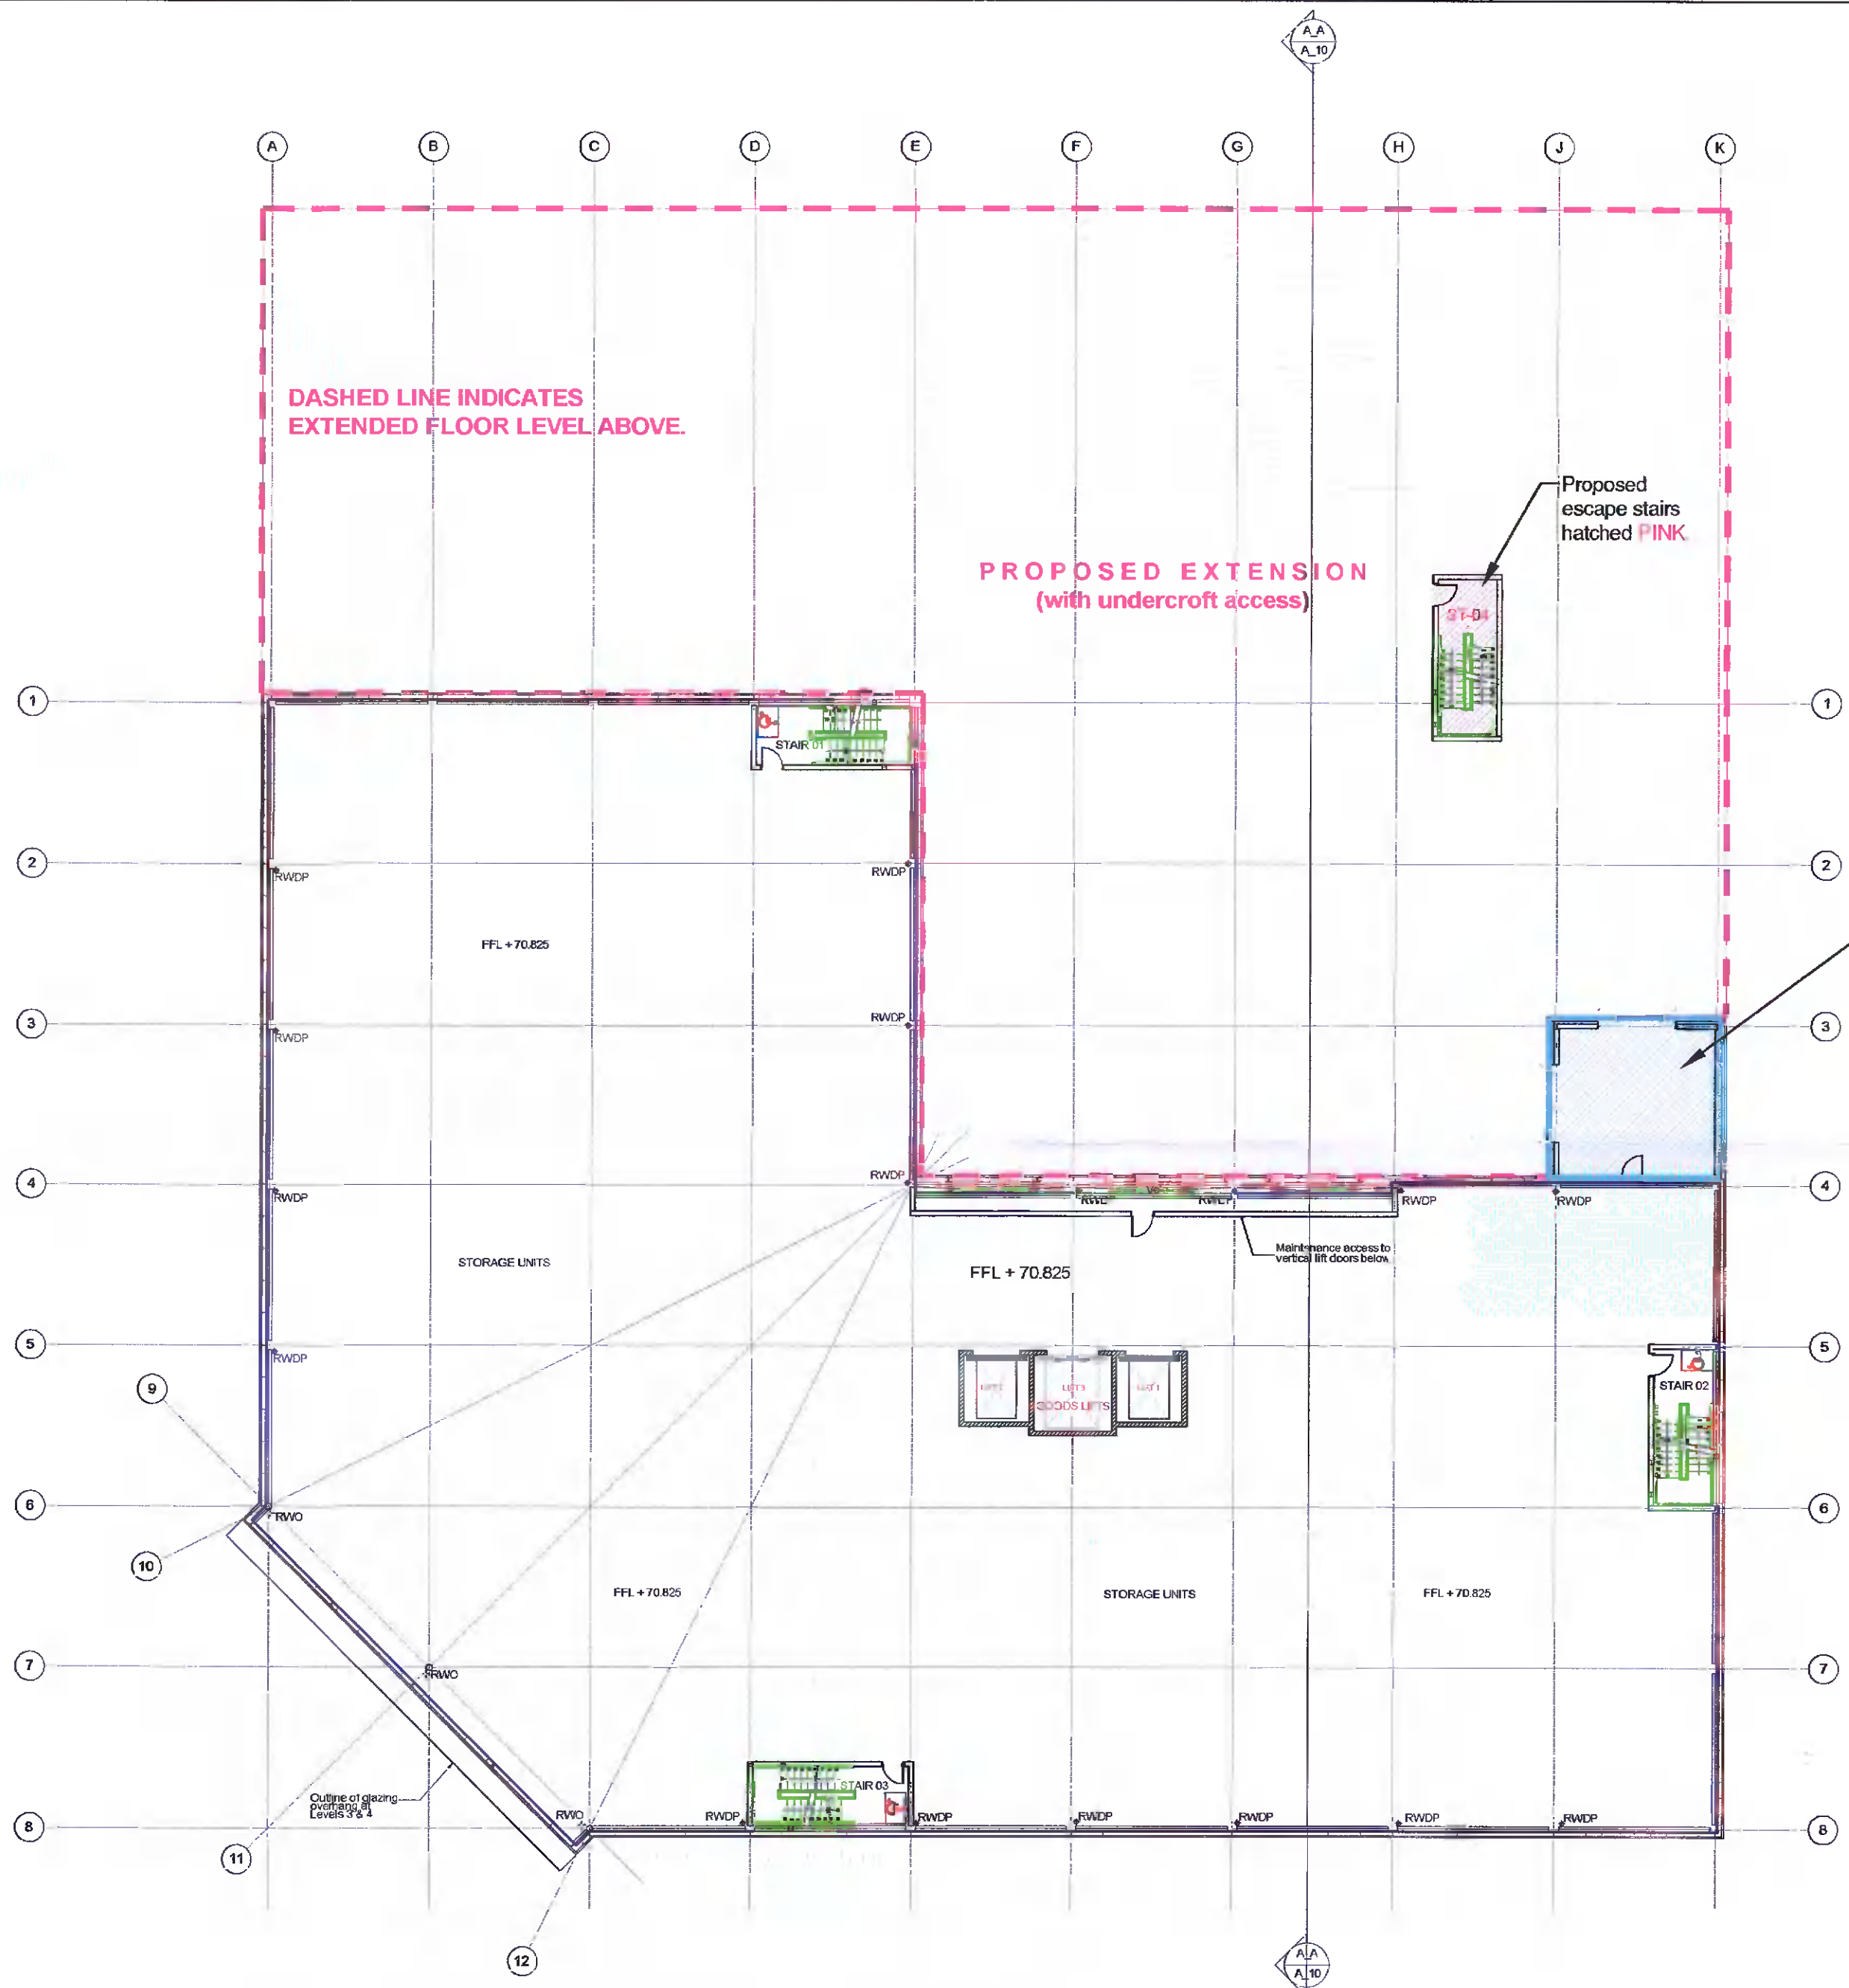 A_A
A_10
A
B
C
D
E
F
G
H
J
K
DASHED LINE INDICATES
EXTENDED FLOOR LEVEL ABOVE.
Proposed
escape stairs
hatched PINK.
PROPOSED EXTENSION
(with undercroft access)
ST-04
1
1
STAIR 01
2
2
RWDP
RWDP
FFL + 70.825
3
3
RWDP
RWDP
4
4
RWDP
RWDP
RWDP
RWDP
Maintenance access to
vertical lift doors below
STORAGE UNITS
FFL + 70.825
5
5
RWDP
9
LIFT3
LIFT 1
GOODS LIFTS
STAIR 02
6
6
RWO
10
FFL + 70.825
STORAGE UNITS
FFL + 70.825
7
7
RWO
Outline of glazing
overhang at
Levels 3 & 4
STAIR 03
RWO
RWDP
RWDP
RWDP
RWDP
RWDP
RWDP
8
8
11
12
A_A
A_10